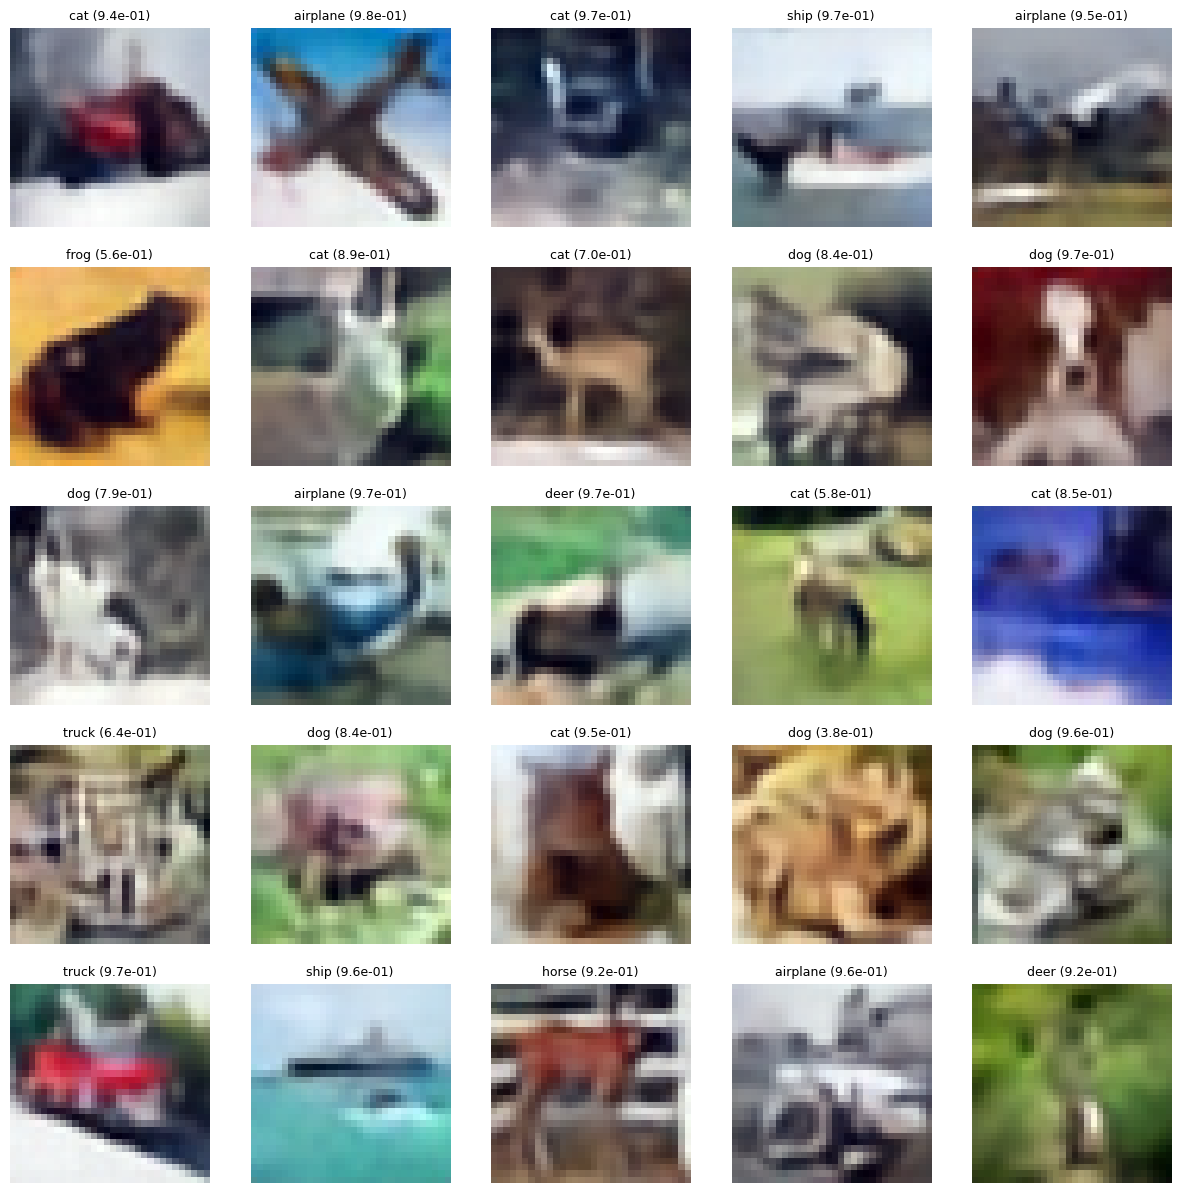 cat (9.4e-01) airplane (9.8e-01) cat (9.7e-01) ship (9.7e-01) airplane (9.5e-01)
frog (5.6e-01) cat (8.9e-01) cat (7.0e-01) dog (8.4e-01) dog (9.7e-01)
dog (7.9e-01) airplane (9.7e-01) deer (9.7e-01) cat (5.8e-01) cat (8.5e-01)
truck (6.4e-01) dog (8.4e-01) cat (9.5e-01) dog (3.8e-01) dog (9.6e-01)
truck (9.7e-01) ship (9.6e-01) horse (9.2e-01) airplane (9.6e-01) deer (9.2e-01)